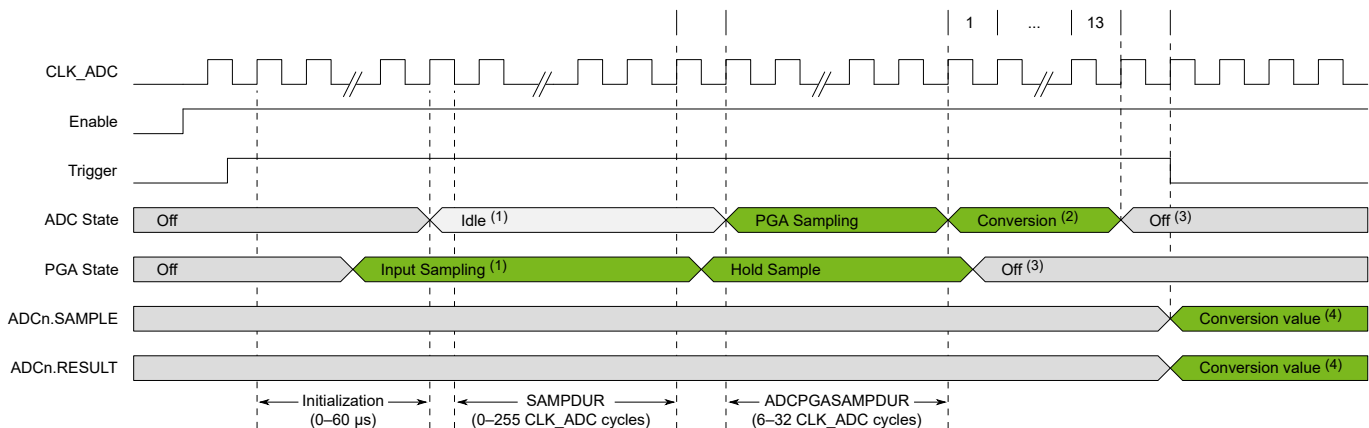 1 ... 13
CLK_ADC
Enable
Trigger
ADC State Off Idle (1) PGA Sampling Conversion (2) Off (3)
PGA State Off Input Sampling (1) Hold Sample Off (3)
ADCn.SAMPLE Conversion value (4)
ADCn.RESULT Conversion value (4)
Initialization SAMPDUR ADCPGASAMPDUR
(0–60 µs) (0–255 CLK_ADC cycles) (6–32 CLK_ADC cycles)